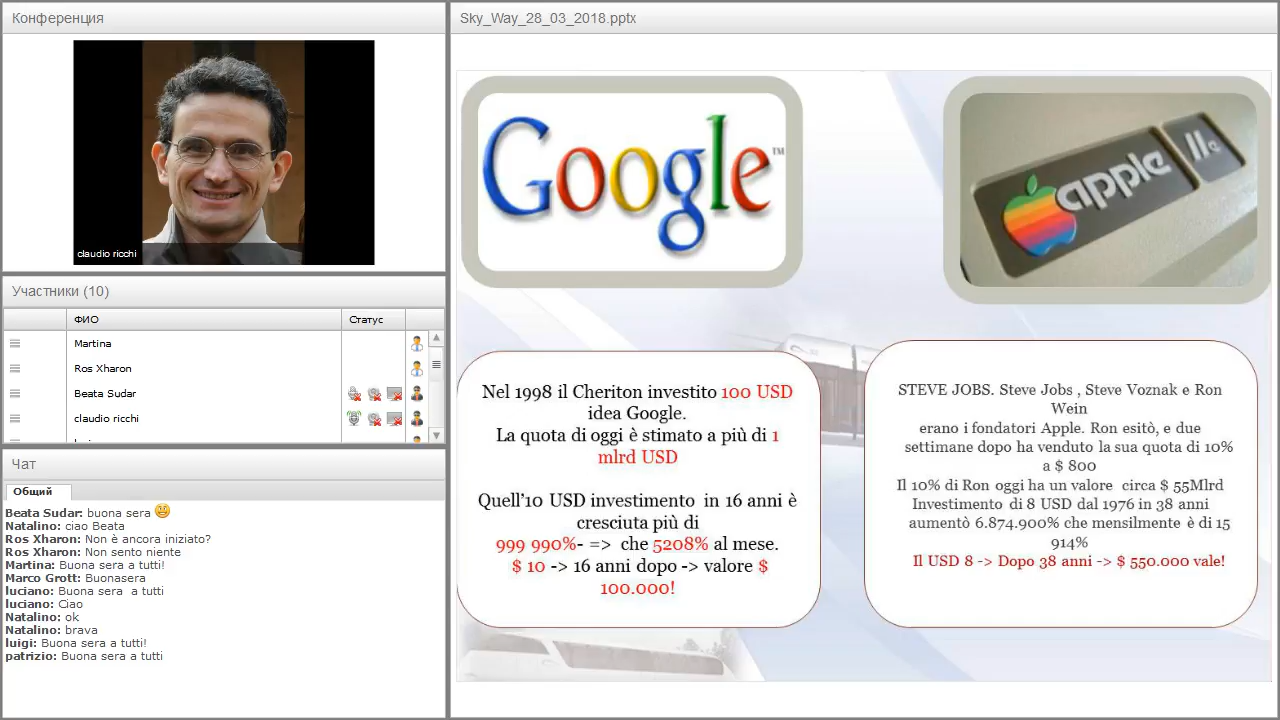 Конференция
claudio ricchi
Участники (10)
ФИО
Статус
Martina
Ros Xharon
Beata Sudar
claudio ricchi
Чат
Общий
Beata Sudar: buona sera
Natalino: ciao Beata
Ros Xharon: Non è ancora iniziato?
Ros Xharon: Non sento niente
Martina: Buona sera a tutti!
Marco Grott: Buonasera
luciano: Buona sera a tutti
luciano: Ciao
Natalino: ok
Natalino: brava
luigi: Buona sera a tutti!
patrizio: Buona sera a tutti
Sky_Way_28_03_2018.pptx
Google™
apple //e
Nel 1998 il Cheriton investito 100 USD
idea Google.
La quota di oggi è stimato a più di 1
mlrd USD
Quell'10 USD investimento in 16 anni è
cresciuta più di
999 990%- => che 5208% al mese.
$ 10 -> 16 anni dopo -> valore $
100.000!
STEVE JOBS. Steve Jobs , Steve Voznak e Ron
Wein
erano i fondatori Apple. Ron esitò, e due
settimane dopo ha venduto la sua quota di 10%
a $ 800
Il 10% di Ron oggi ha un valore circa $ 55Mlrd
Investimento di 8 USD dal 1976 in 38 anni
aumentò 6.874.900% che mensilmente è di 15
914%
Il USD 8 -> Dopo 38 anni -> $ 550.000 vale!